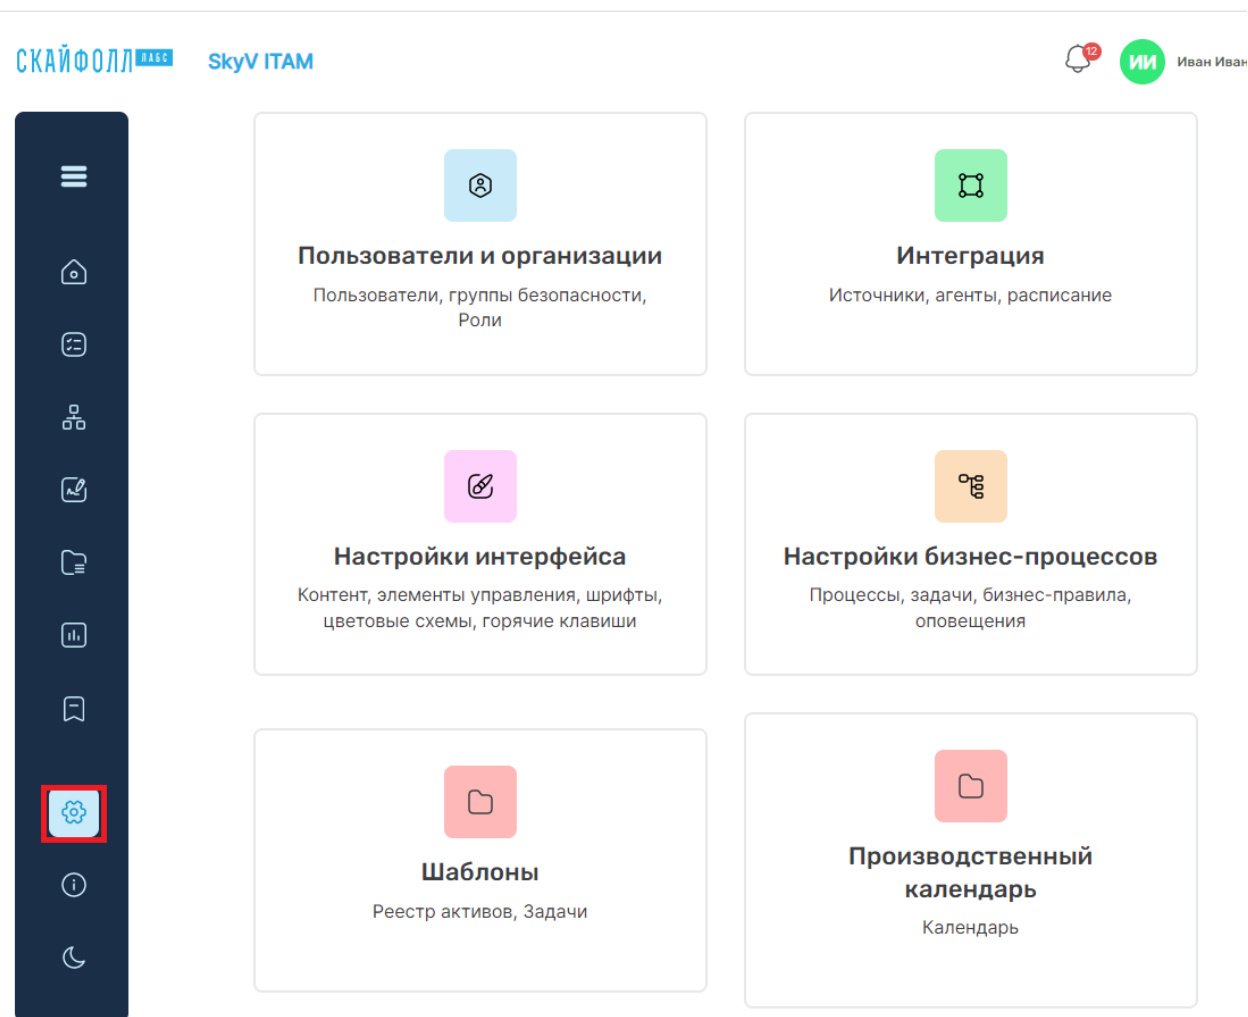 СКАЙФОЛЛ ЛАБС
SkyV ITAM
12
ИИ
Иван Иван
Пользователи и организации
Пользователи, группы безопасности,
Роли
Интеграция
Источники, агенты, расписание
Настройки интерфейса
Контент, элементы управления, шрифты,
цветовые схемы, горячие клавиши
Настройки бизнес-процессов
Процессы, задачи, бизнес-правила,
оповещения
Шаблоны
Реестр активов, Задачи
Производственный
календарь
Календарь